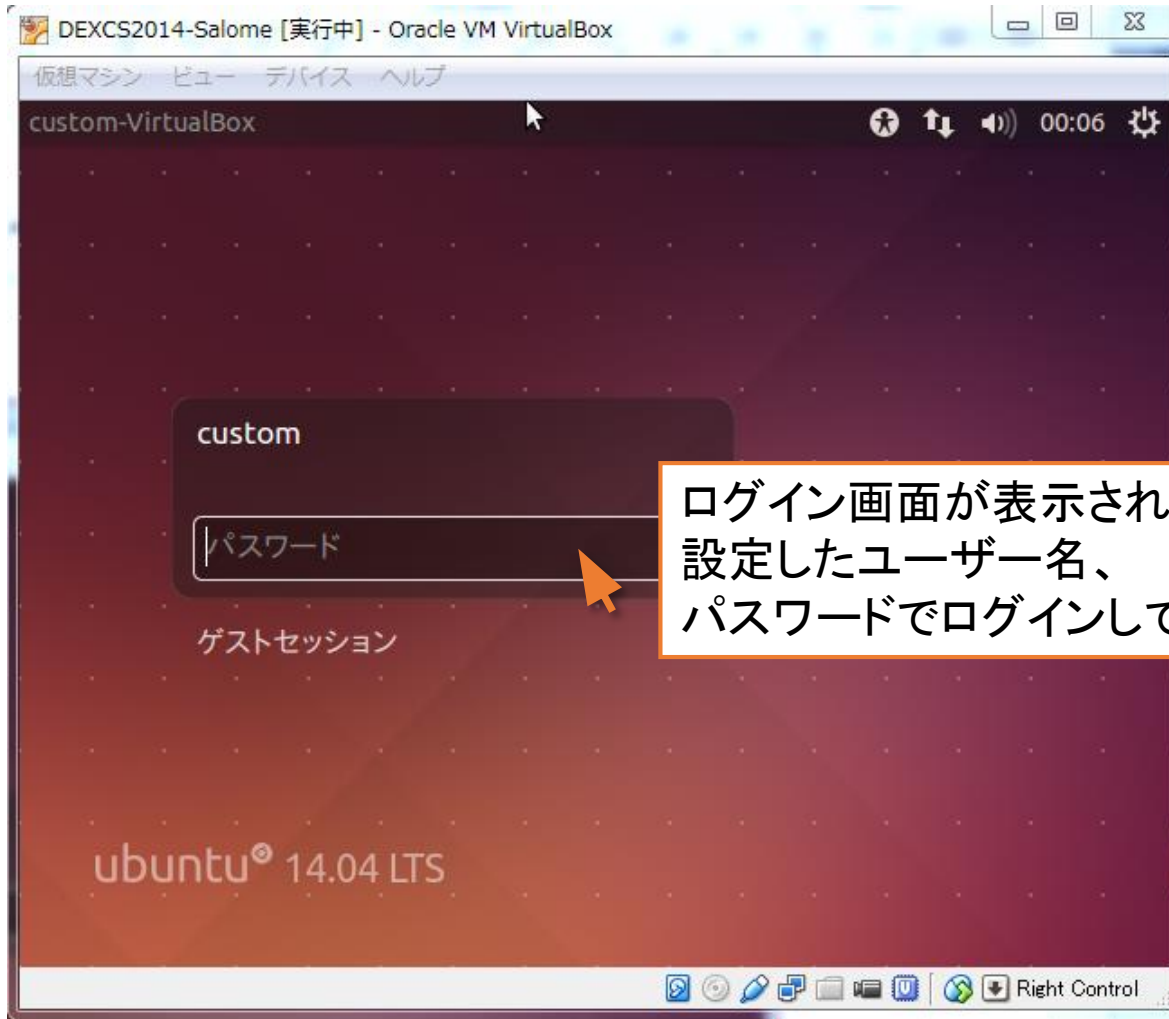 DEXCS2014-Salome [実行中] - Oracle VM VirtualBox
仮想マシン ビュー デバイス ヘルプ
custom-VirtualBox 00:06
custom
パスワード
ログイン画面が表示され
設定したユーザー名、
パスワードでログインして
ゲストセッション
ubuntu® 14.04 LTS
Right Control